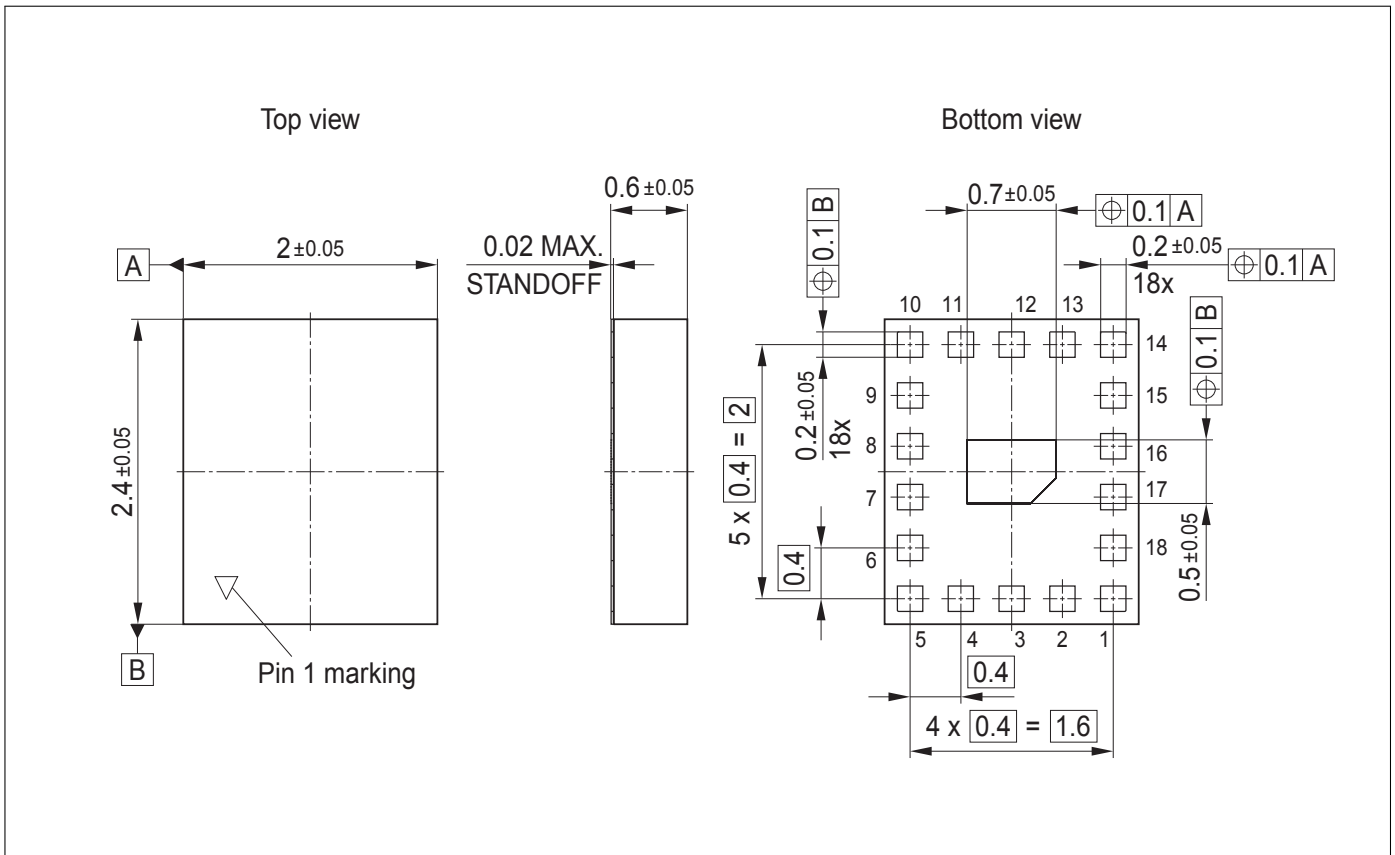 Top view
Bottom view
0.6 ±0.05
0.7±0.05
⌖ 0.1 A
A
2 ±0.05
0.02 MAX.
STANDOFF
⌖ 0.1 B
0.2 ±0.05
18x
⌖ 0.1 A
10 11 12 13
14
⌖ 0.1 B
9
15
8
16
7
17
6
18
5 x 0.4 = 2
0.2±0.05
18x
0.4
0.5 ±0.05
2.4 ±0.05
5 4 3 2 1
B
Pin 1 marking
0.4
4 x 0.4 = 1.6